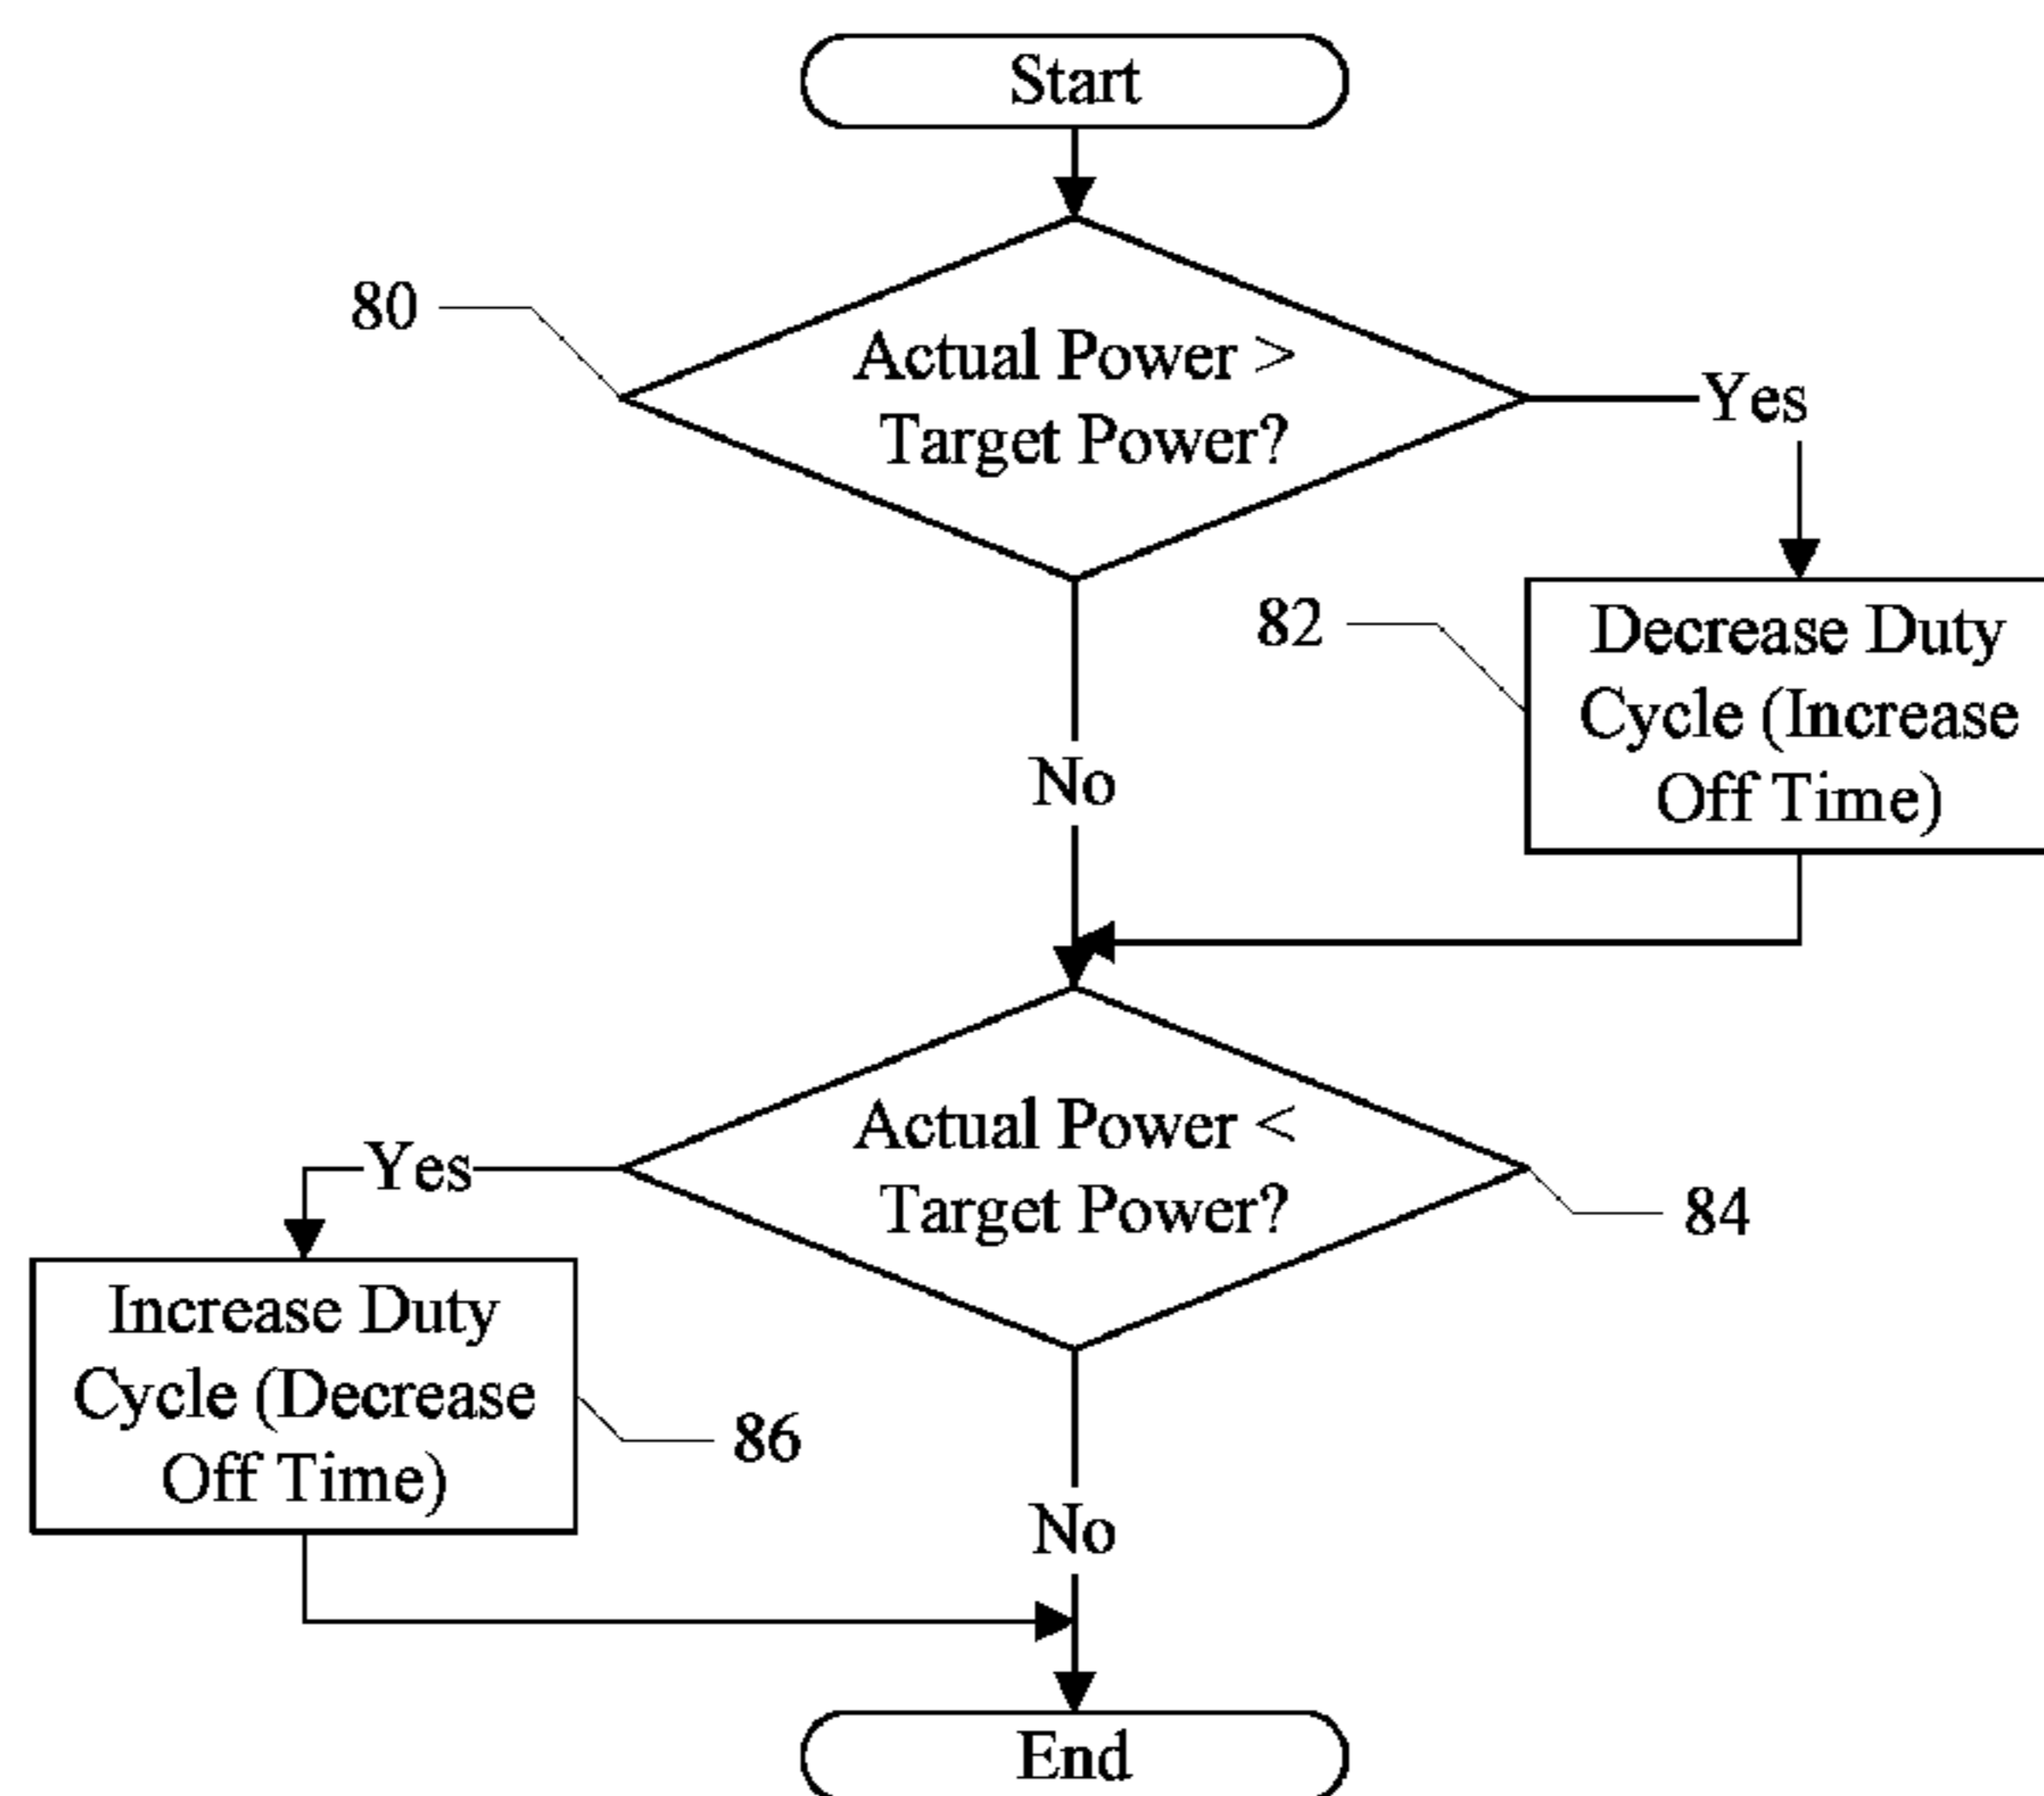 Start
80
Actual Power >
Target Power?
Yes
82
Decrease Duty
Cycle (Increase
Off Time)
No
Actual Power <
Target Power?
Yes
84
Increase Duty
Cycle (Decrease
Off Time)
86
No
End